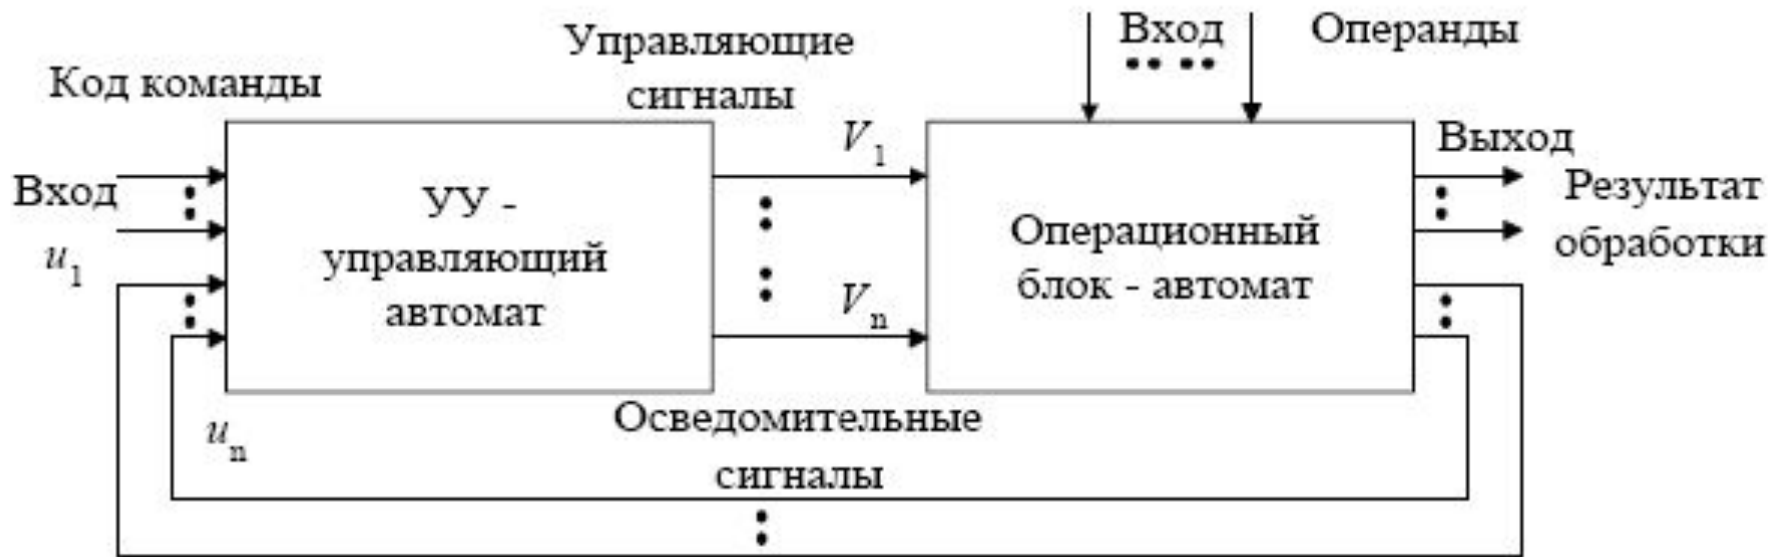 Управляющие
сигналы
Вход
Операнды
Код команды
Вход
u1
УУ -
управляющий
автомат
V1
Vn
Операционный
блок - автомат
Выход
Результат
обработки
un
Осведомительные
сигналы